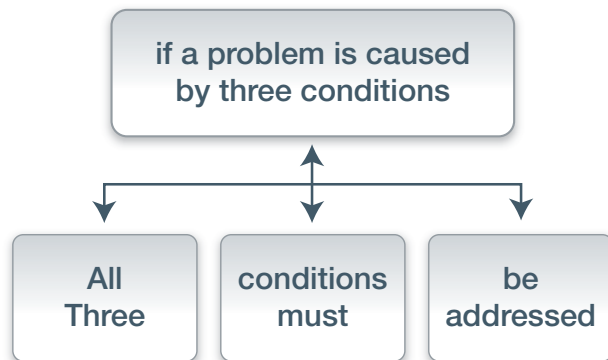 if a problem is caused
by three conditions
All
Three
conditions
must
be
addressed